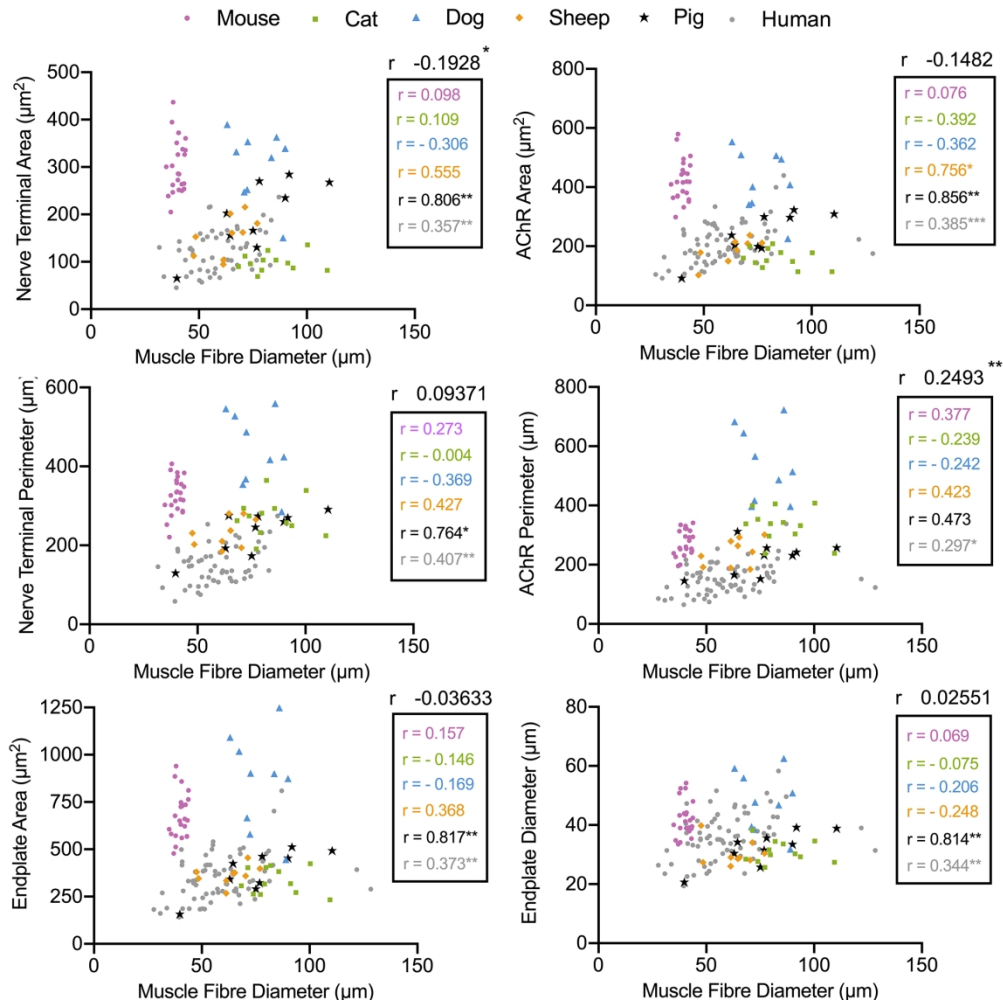 Mouse Cat Dog Sheep Pig Human
r -0.1928*
500
400
300
200
100
0
0 50 100 150
Nerve Terminal Area (µm²)
Muscle Fibre Diameter (µm)
r = 0.098
r = 0.109
r = - 0.306
r = 0.555
r = 0.806**
r = 0.357**
r -0.1482
800
600
400
200
0
0 50 100 150
AChR Area (µm²)
Muscle Fibre Diameter (µm)
r = 0.076
r = - 0.392
r = - 0.362
r = 0.756*
r = 0.856**
r = 0.385***
r 0.09371
600
400
200
0
0 50 100 150
Nerve Terminal Perimeter (µm)
Muscle Fibre Diameter (µm)
r = 0.273
r = - 0.004
r = - 0.369
r = 0.427
r = 0.764*
r = 0.407**
r 0.2493**
800
600
400
200
0
0 50 100 150
AChR Perimeter (µm)
Muscle Fibre Diameter (µm)
r = 0.377
r = - 0.239
r = - 0.242
r = 0.423
r = 0.473
r = 0.297*
r -0.03633
1250
1000
750
500
250
0
0 50 100 150
Endplate Area (µm²)
Muscle Fibre Diameter (µm)
r = 0.157
r = - 0.146
r = - 0.169
r = 0.368
r = 0.817**
r = 0.373**
r 0.02551
80
60
40
20
0
0 50 100 150
Endplate Diameter (µm)
Muscle Fibre Diameter (µm)
r = 0.069
r = - 0.075
r = - 0.206
r = - 0.248
r = 0.814**
r = 0.344**